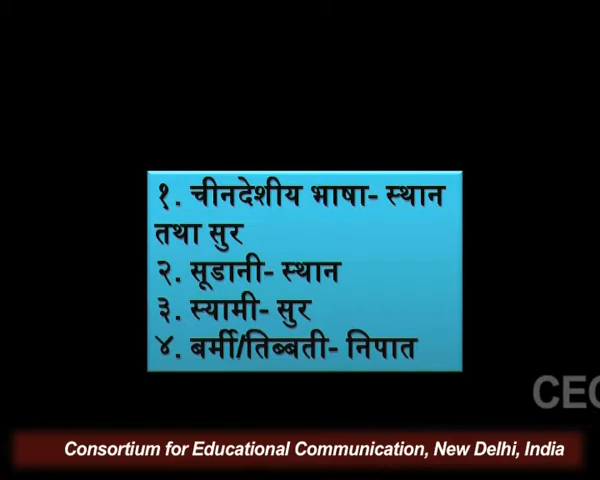 १. चीनदेशीय भाषा- स्थान
तथा सुर
२. सूडानी- स्थान
३. स्यामी- सुर
४. बर्मी/तिब्बती- निपात
CEC
Consortium for Educational Communication, New Delhi, India